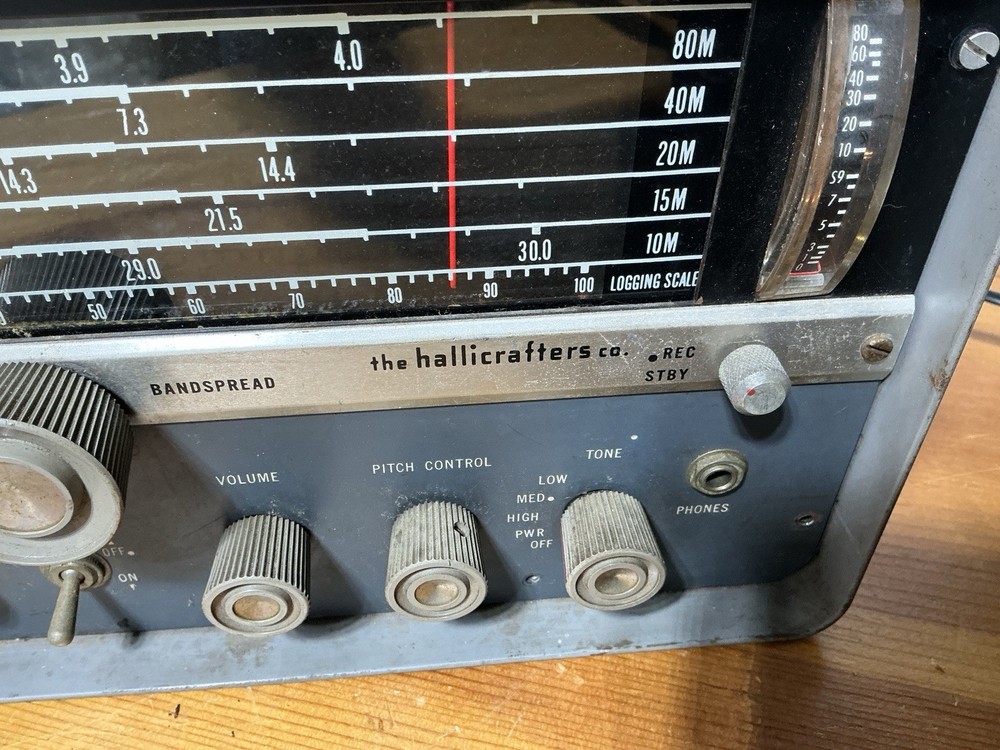 3.9 4.0 80M
7.3 40M
14.3 14.4 20M
21.5 15M
29.0 30.0 10M
50 60 70 80 90 100 LOGGING SCALE
80
60
40
30
20
10
S9
7
5
3
1
0
BANDSPREAD
the hallicrafters co.
REC
STBY
VOLUME
PITCH CONTROL
TONE
LOW
MED
HIGH
PWR
OFF
PHONES
OFF
ON